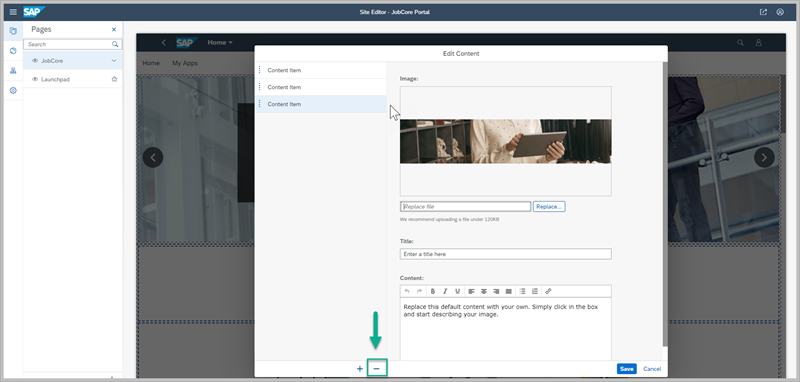 SAP
Site Editor - JobCore Portal
Pages
Search
JobCore
Launchpad
SAP
Home
Home
My Apps
Edit Content
Content Item
Content Item
Content Item
Image:
Replace file
Replace...
We recommend uploading a file under 120KB
Title:
Enter a title here
Content:
B I U
Replace this default content with your own. Simply click in the box
and start describing your image.
Save
Cancel